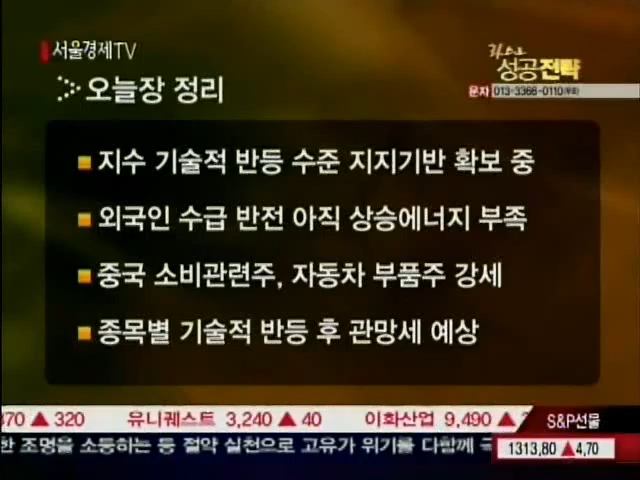 서울경제TV
성공전략
오늘장 정리
문자 013-3366-0110(유료)
지수 기술적 반등 수준 지지기반 확보 중
외국인 수급 반전 아직 상승에너지 부족
중국 소비관련주, 자동차 부품주 강세
종목별 기술적 반등 후 관망세 예상
370 ▲ 320 유니퀘스트 3,240 ▲ 40 이화산업 9,490 ▲
S&P선물
한 조명을 소등하는 등 절약 실천으로 고유가 위기를 다함께
1313,80 ▲4,70